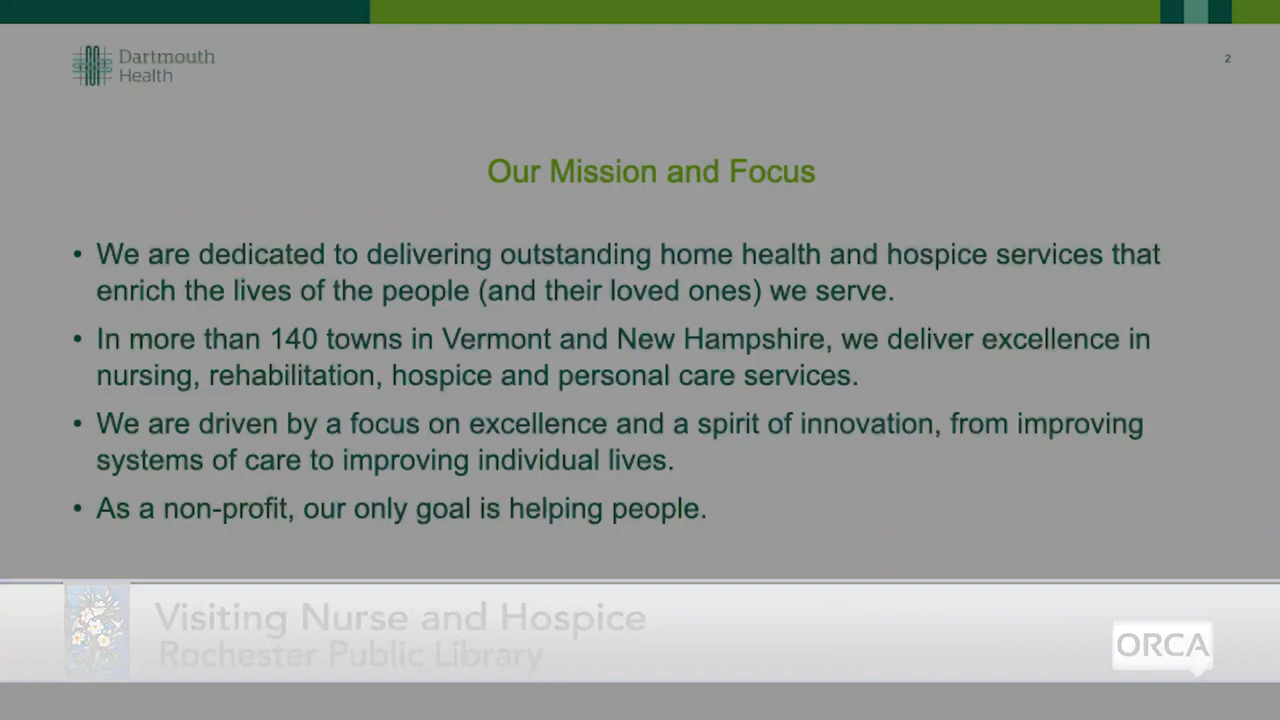 Dartmouth
Health
2
Our Mission and Focus
• We are dedicated to delivering outstanding home health and hospice services that
enrich the lives of the people (and their loved ones) we serve.
• In more than 140 towns in Vermont and New Hampshire, we deliver excellence in
nursing, rehabilitation, hospice and personal care services.
• We are driven by a focus on excellence and a spirit of innovation, from improving
systems of care to improving individual lives.
• As a non-profit, our only goal is helping people.
Visiting Nurse and Hospice
Rochester Public Library
ORCA